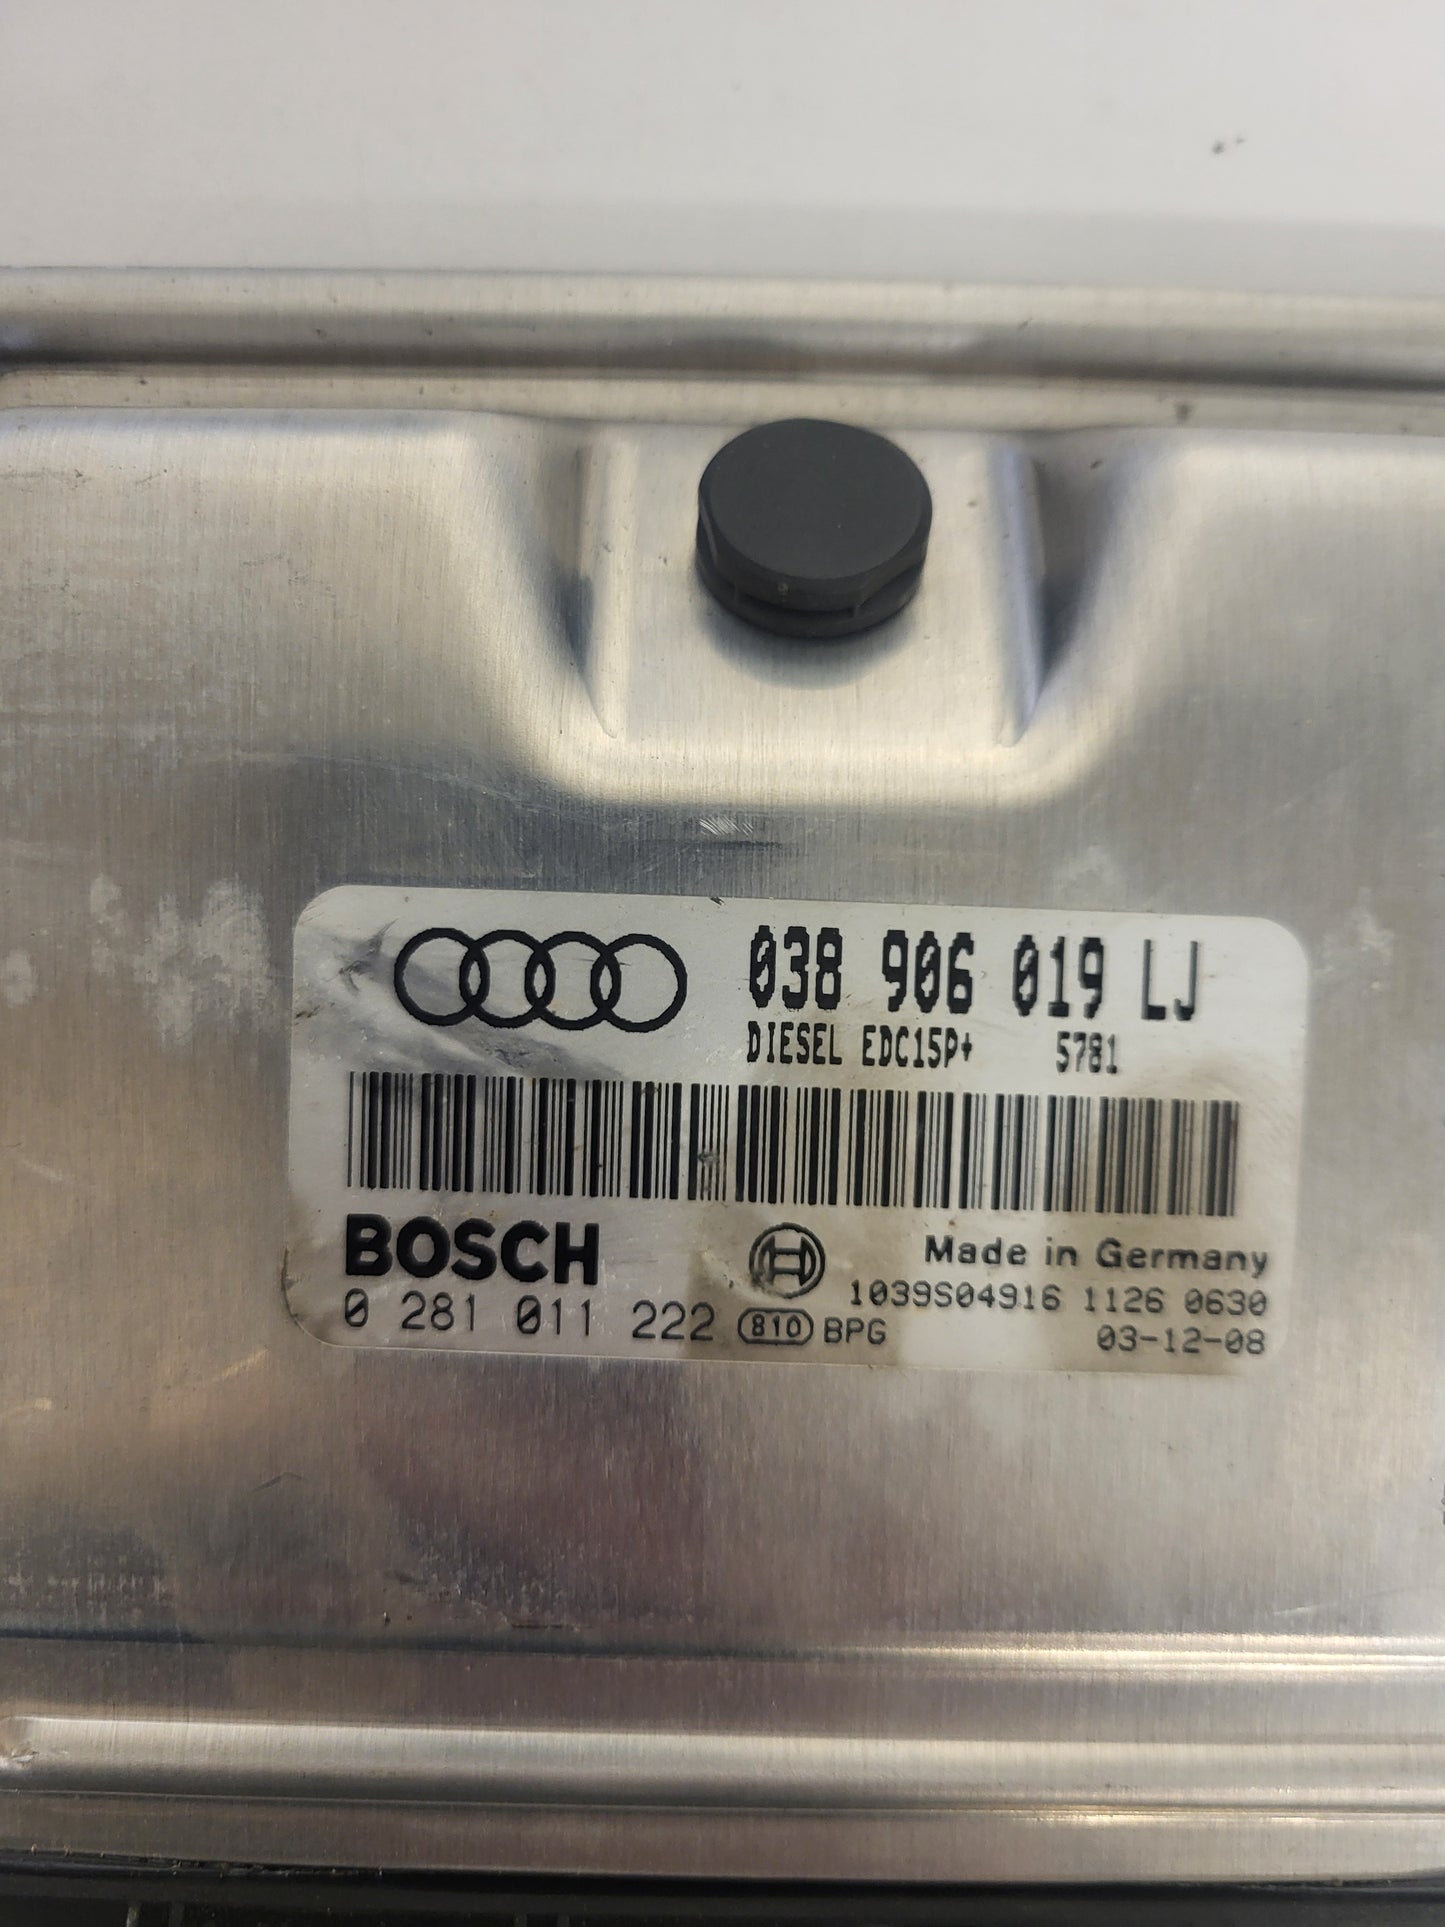 038 906 019 LJ
DIESEL EDC15P+ 5781
BOSCH
Made in Germany
0 281 011 222
1039S04916 1126 0630
810 BPG
03-12-08